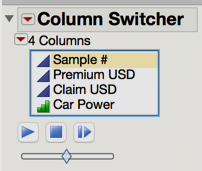 Column Switcher
4 Columns
Sample #
Premium USD
Claim USD
Car Power